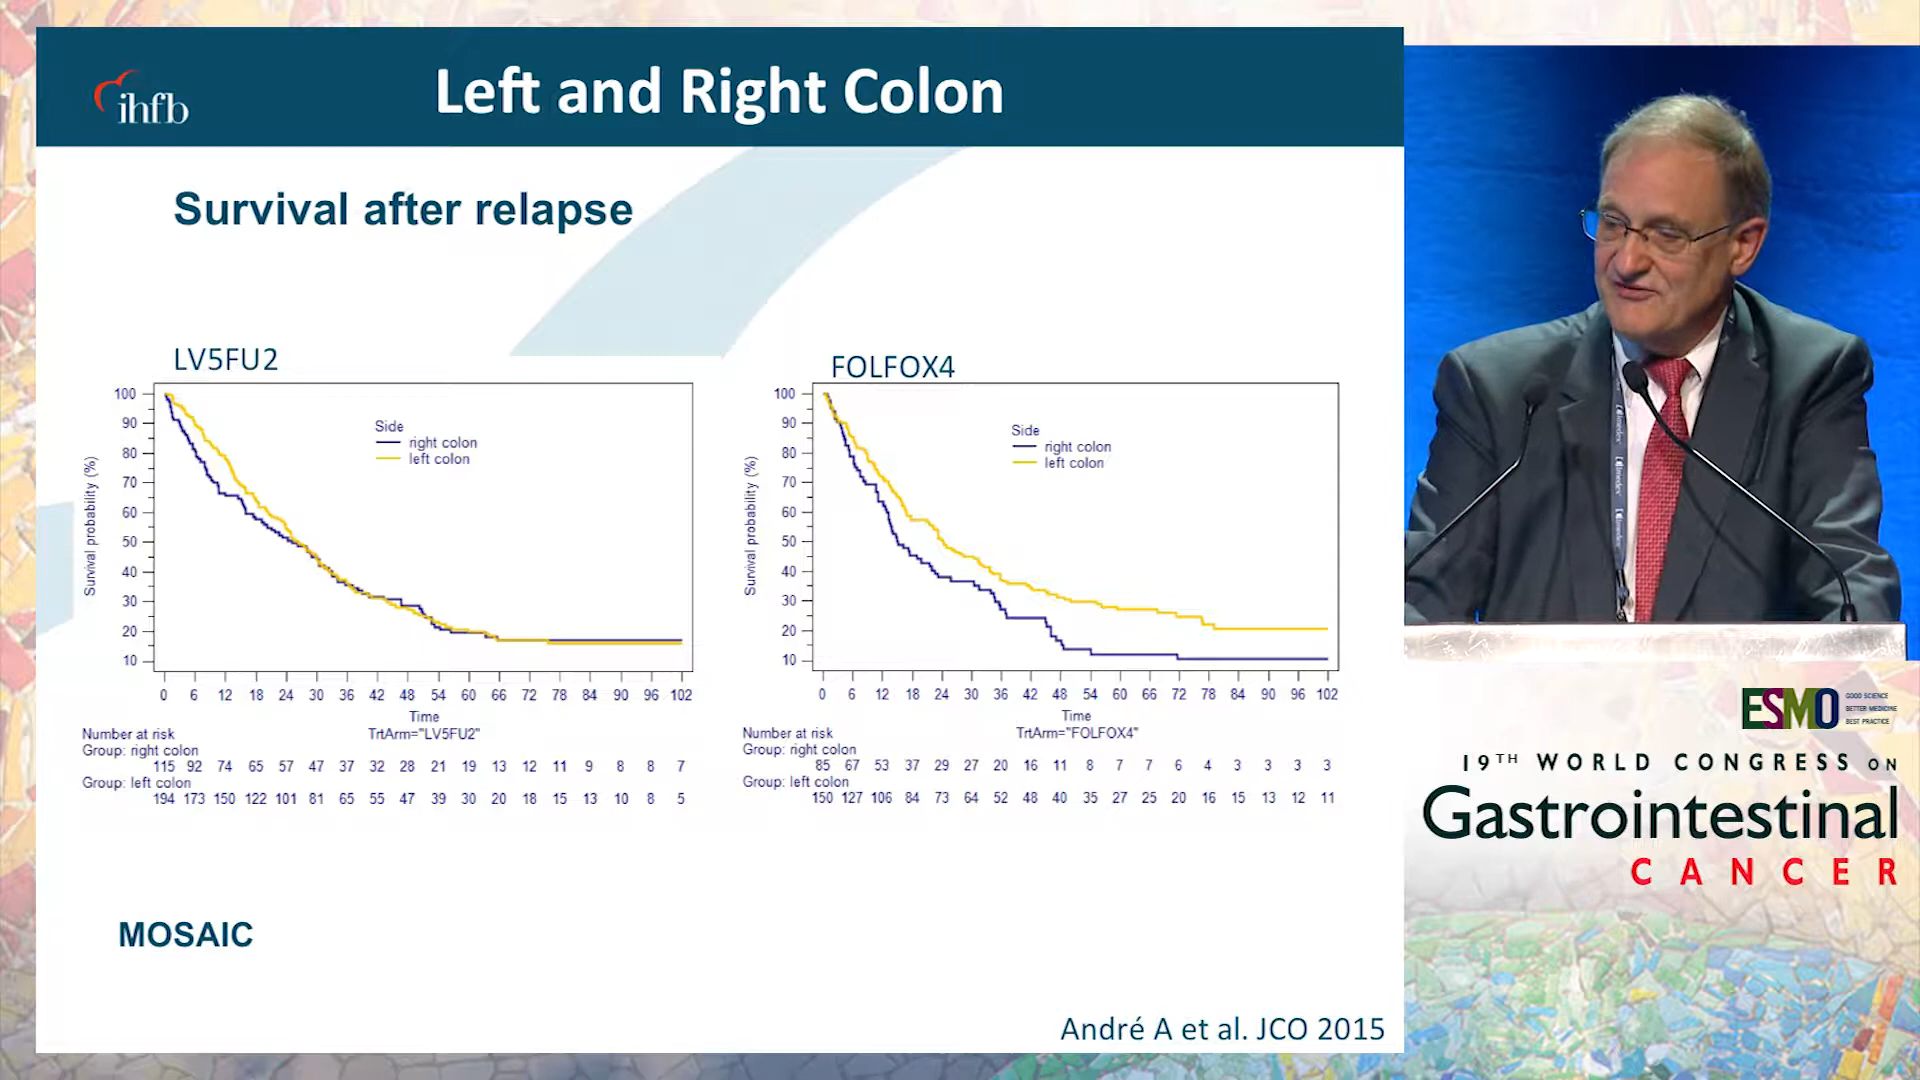 ihfb
Left and Right Colon
Survival after relapse
LV5FU2
Survival probability (%)
100
90
80
70
60
50
40
30
20
10
Side
right colon
left colon
0 6 12 18 24 30 36 42 48 54 60 66 72 78 84 90 96 102
Time
TrtArm="LV5FU2"
Number at risk
Group: right colon
115 92 74 65 57 47 37 32 28 21 19 13 12 11 9 8 8 7
Group: left colon
194 173 150 122 101 81 65 55 47 39 30 20 18 15 13 10 8 5
FOLFOX4
Survival probability (%)
100
90
80
70
60
50
40
30
20
10
Side
right colon
left colon
0 6 12 18 24 30 36 42 48 54 60 66 72 78 84 90 96 102
Time
TrtArm="FOLFOX4"
Number at risk
Group: right colon
85 67 53 37 29 27 20 16 11 8 7 7 6 4 3 3 3 3
Group: left colon
150 127 106 84 73 64 52 48 40 35 27 25 20 16 15 13 12 11
MOSAIC
André A et al. JCO 2015
ESMO
GOOD SCIENCE
BETTER MEDICINE
BEST PRACTICE
19TH WORLD CONGRESS ON
Gastrointestinal
CANCER